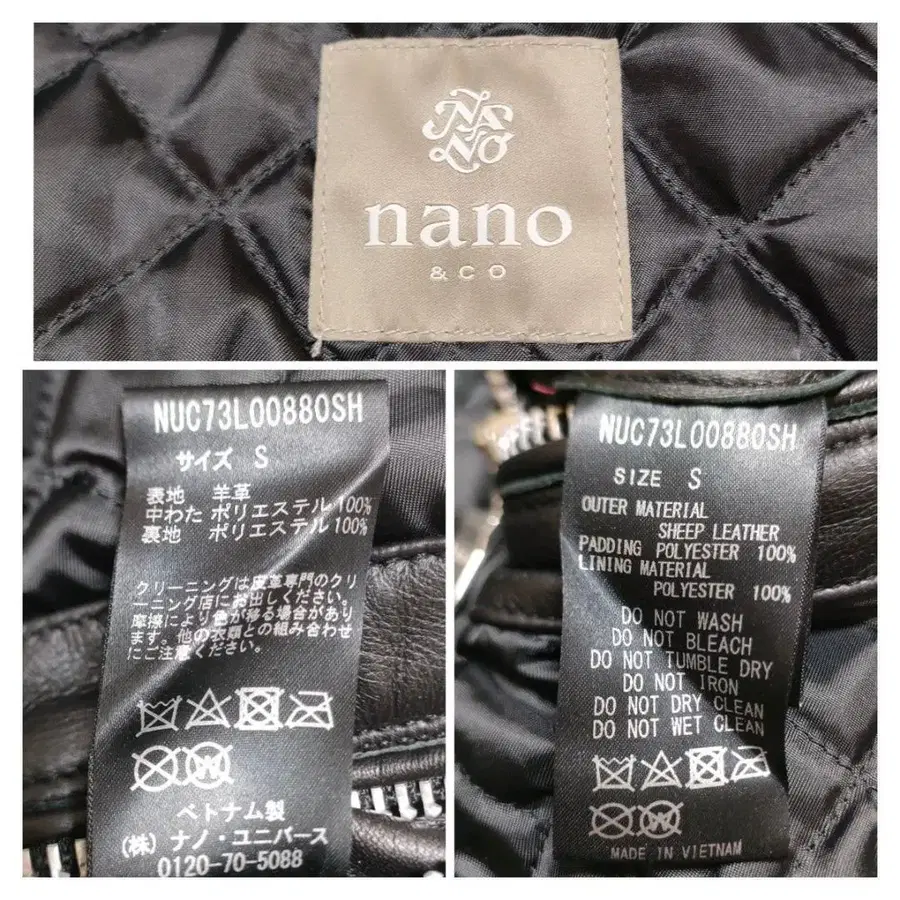 NANO
nano
& CO
NUC73L00880SH
サイズ S
表地 羊革
中わた ポリエステル 100%
裏地 ポリエステル 100%
クリーニングは皮革専門のクリ
ーニング店にお出しください。
摩擦により色が移る場合があり
ます。他の衣類との組み合わせ
にご注意ください。
W
ベトナム製
(株) ナノ・ユニバース
0120-70-5088
NUC73L00880SH
SIZE S
OUTER MATERIAL
SHEEP LEATHER
PADDING POLYESTER 100%
LINING MATERIAL
POLYESTER 100%
DO NOT WASH
DO NOT BLEACH
DO NOT TUMBLE DRY
DO NOT IRON
DO NOT DRY CLEAN
DO NOT WET CLEAN
W
MADE IN VIETNAM